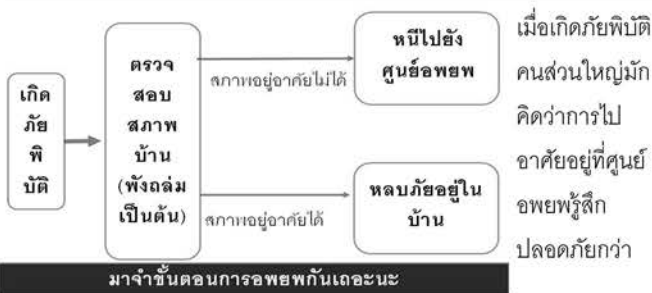 เกิด
ภัย
พิ
บัติ
ตรวจ
สอบ
สภาพ
บ้าน
(พังถล่ม
เป็นต้น)
สภาพอยู่อาศัยไม่ได้
หนีไปยัง
ศูนย์อพยพ
สภาพอยู่อาศัยได้
หลบภัยอยู่ใน
บ้าน
มาจำขั้นตอนการอพยพกันเถอะนะ
เมื่อเกิดภัยพิบัติ
คนส่วนใหญ่มัก
คิดว่าการไป
อาศัยอยู่ที่ศูนย์
อพยพรู้สึก
ปลอดภัยกว่า